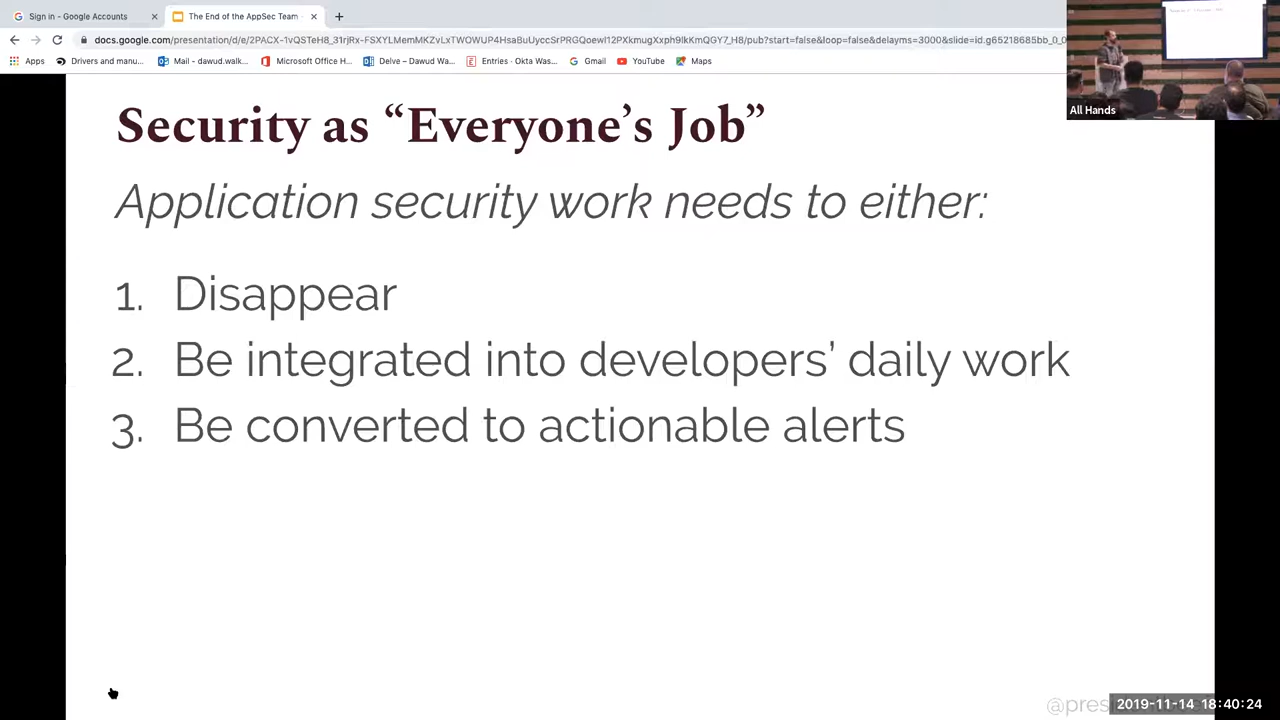 Sign in - Google Accounts
The End of the AppSec Team -
Apps
Drivers and manu...
Mail - dawud.walk...
Microsoft Office H...
Delve – Dawud Wa...
Entries · Okta Was...
Gmail
YouTube
Maps
All Hands
Security as “Everyone’s Job”
Application security work needs to either:
1. Disappear
2. Be integrated into developers’ daily work
3. Be converted to actionable alerts
2019-11-14 18:40:24